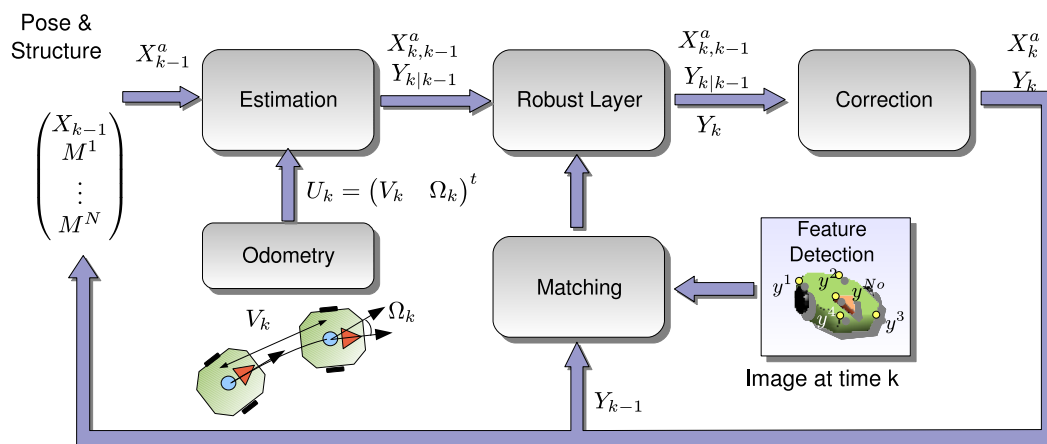 Pose &
Structure
X^a_{k-1}
X^a_{k,k-1}
Y_{k|k-1}
X^a_{k,k-1}
Y_{k|k-1}
Y_k
X^a_k
Y_k
Estimation
Robust Layer
Correction
X_{k-1}
M^1
⋮
M^N
U_k = (V_k Ω_k)^t
Odometry
Matching
Feature
Detection
y^1
y^2
y^{No}
y^4
y^3
V_k
Ω_k
Image at time k
Y_{k-1}